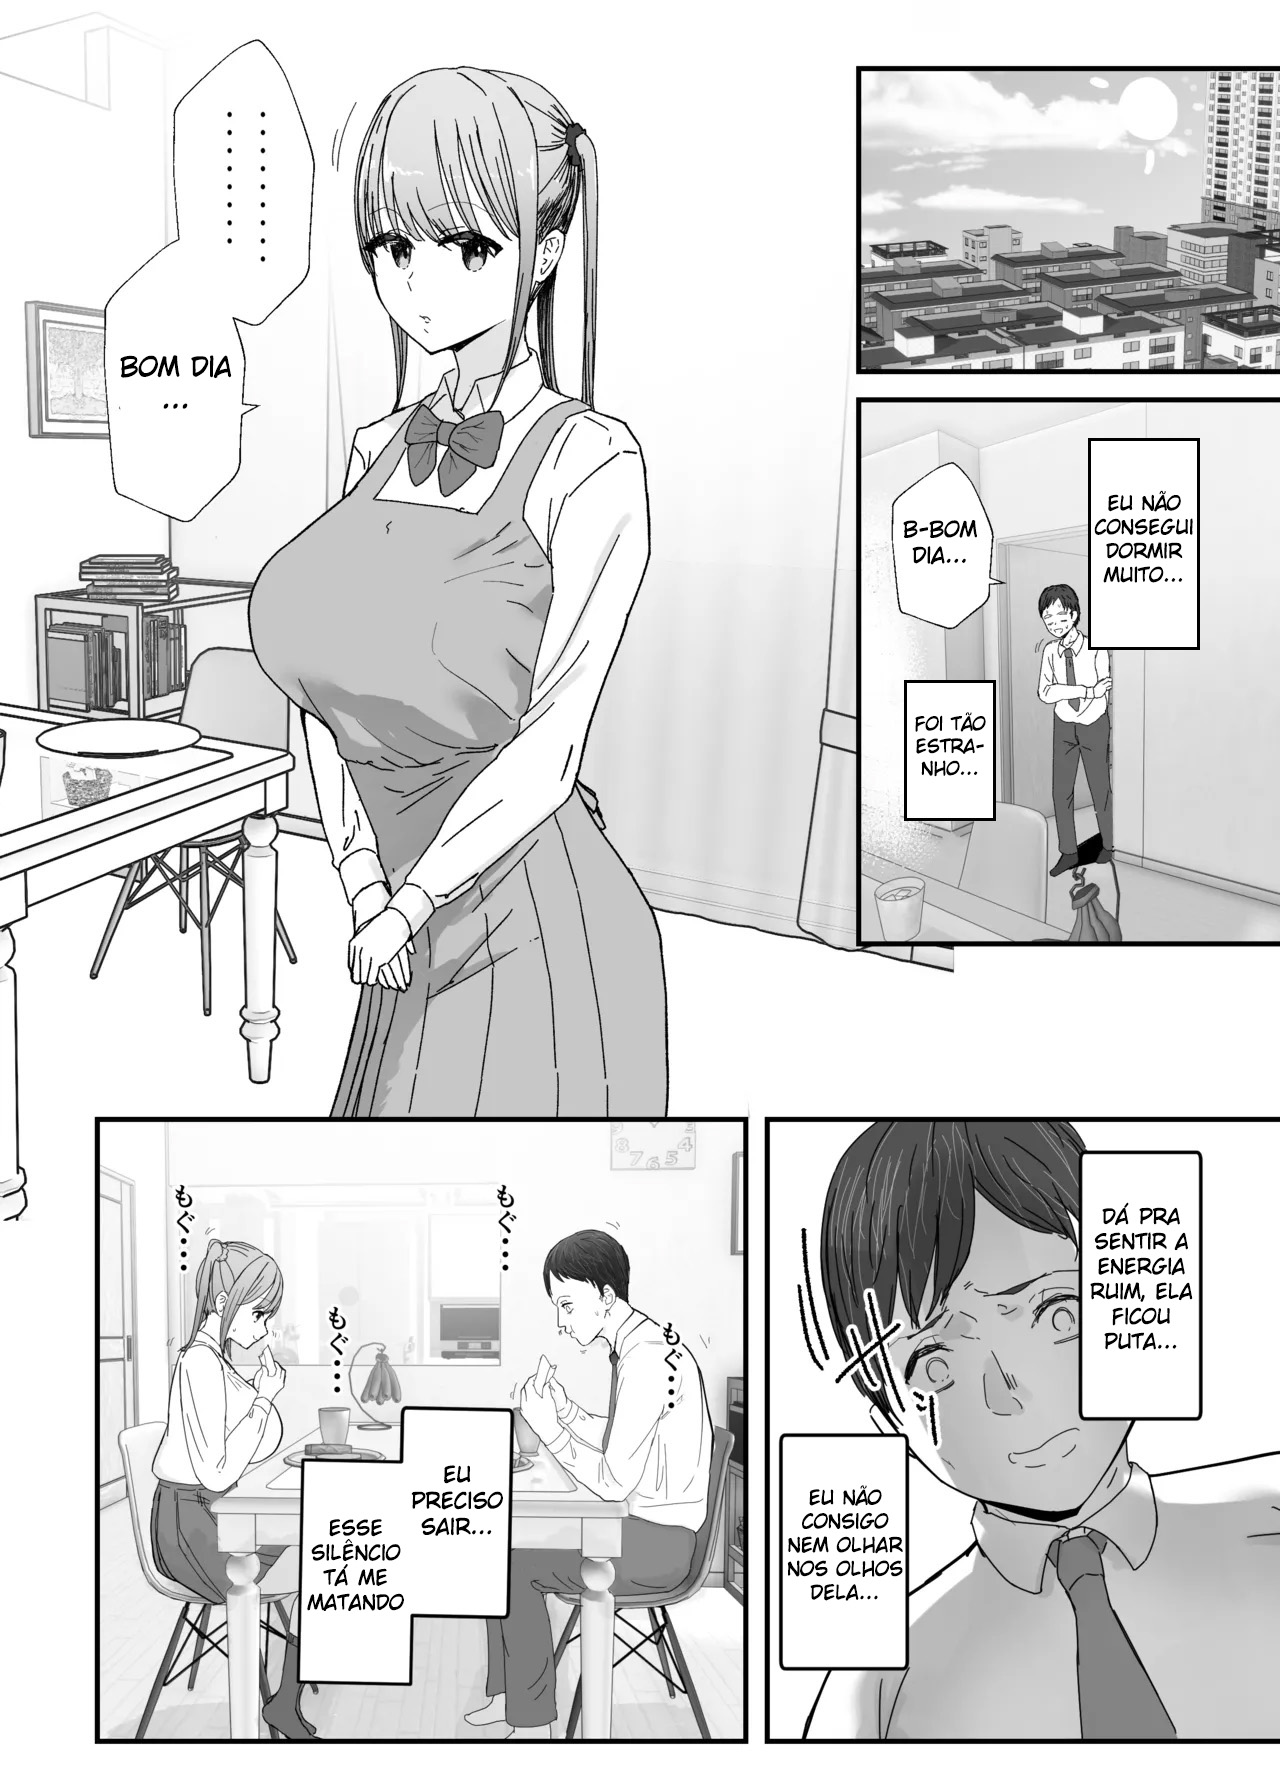 EU NÃO
CONSEGUI
DORMIR
MUITO...
B-BOM
DIA...
FOI TÃO
ESTRA-
NHO...
..........
..........
BOM DIA
...
DÁ PRA
SENTIR A
ENERGIA
RUIM, ELA
FICOU
PUTA...
EU NÃO
CONSIGO
NEM OLHAR
NOS OLHOS
DELA...
もぐ…
もぐ…
もぐ…
もぐ…
EU
PRECISO
SAIR...
ESSE
SILÊNCIO
TÁ ME
MATANDO